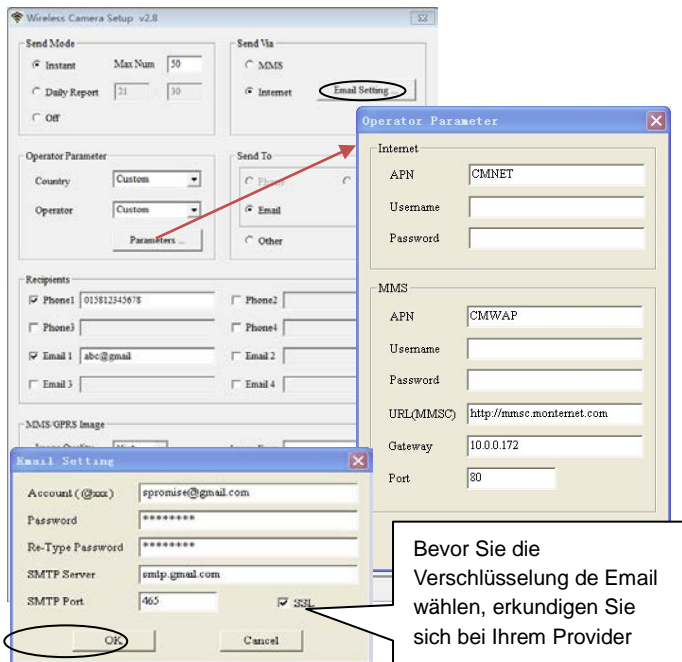 Wireless Camera Setup v2.8
Send Mode
Instant Max Num 50
Daily Report 21 30
Off
Send Via
MMS
Internet Email Setting ...
Operator Parameter
Country Custom
Operator Custom
Parameters ...
Send To
Phone
Email
Other
Recipients
Phone1 015812345678 Phone2
Phone3 Phone4
Email 1 abc@gmail Email 2
Email 3 Email 4
MMS/GPRS Image
Image Quality
Operator Parameter
Internet
APN CMNET
Username
Password
MMS
APN CMWAP
Username
Password
URL(MMSC) http://mmsc.monternet.com
Gateway 10.0.0.172
Port 80
Email Setting
Account (@xxx) spromise@gmail.com
Password ********
Re-Type Password ********
SMTP Server smtp.gmail.com
SMTP Port 465 SSL
OK Cancel
Bevor Sie die
Verschlüsselung de Email
wählen, erkundigen Sie
sich bei Ihrem Provider